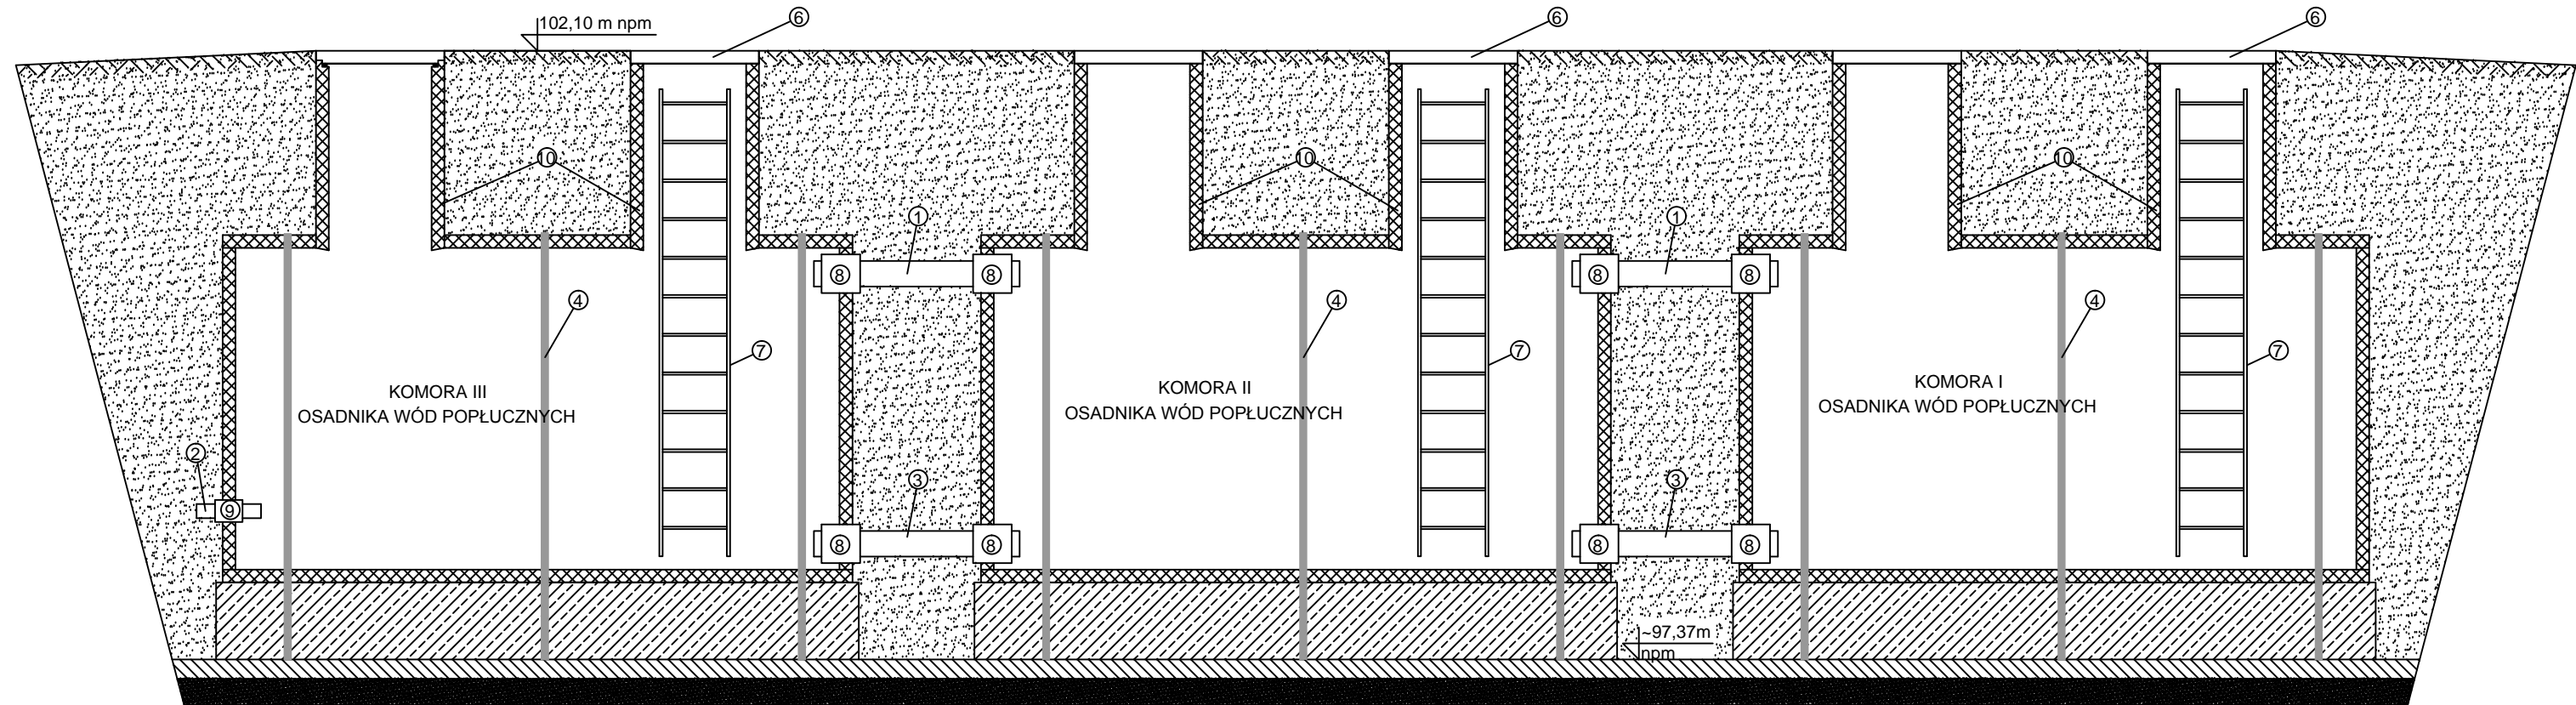 102,10 m npm
6
6
6
10
10
10
1
1
8
8
8
8
4
4
4
7
7
7
KOMORA III
OSADNIKA WÓD POPŁUCZNYCH
KOMORA II
OSADNIKA WÓD POPŁUCZNYCH
KOMORA I
OSADNIKA WÓD POPŁUCZNYCH
2
9
3
3
8
8
8
8
~97,37m
npm